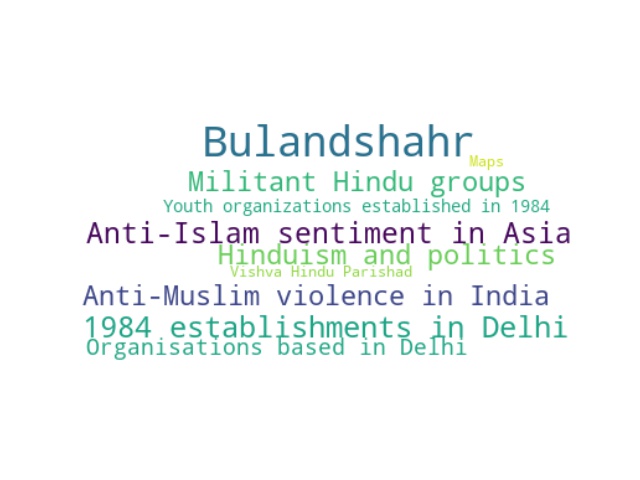 Bulandshahr
Maps
Militant Hindu groups
Youth organizations established in 1984
Anti-Islam sentiment in Asia
Hinduism and politics
Vishva Hindu Parishad
Anti-Muslim violence in India
1984 establishments in Delhi
Organisations based in Delhi